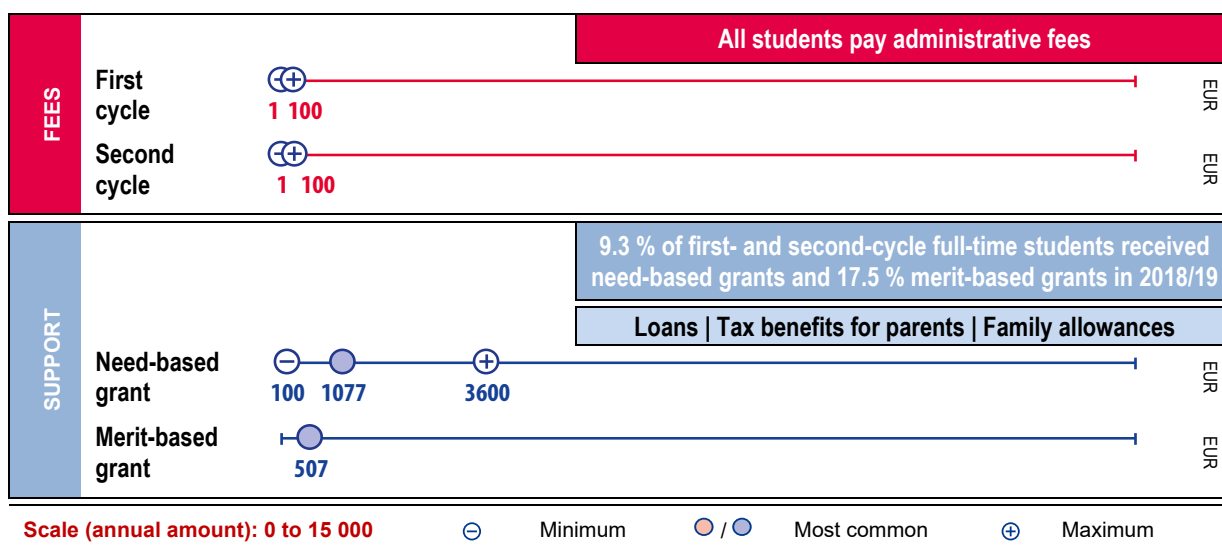 All students pay administrative fees
FEES
First
cycle
1 100
EUR
Second
cycle
1 100
EUR
9.3 % of first- and second-cycle full-time students received
need-based grants and 17.5 % merit-based grants in 2018/19
Loans | Tax benefits for parents | Family allowances
SUPPORT
Need-based
grant
100 1077 3600
EUR
Merit-based
grant
507
EUR
Scale (annual amount): 0 to 15 000 Minimum / Most common Maximum